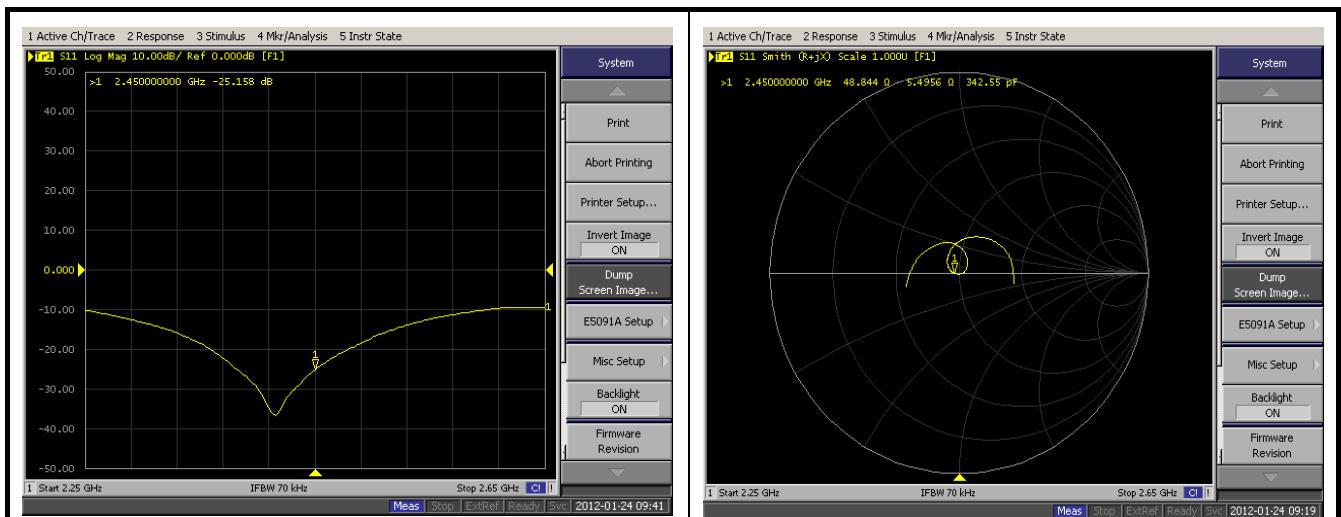 1 Active Ch/Trace 2 Response 3 Stimulus 4 Mkr/Analysis 5 Instr State
Tr1 S11 Log Mag 10.00dB/ Ref 0.000dB [F1]
50.00
>1 2.450000000 GHz -25.158 dB
40.00
30.00
20.00
10.00
0.000
-10.00
-20.00
-30.00
-40.00
-50.00
1
1
1 Start 2.25 GHz IFBW 70 kHz Stop 2.65 GHz C! !
Meas Stop ExtRef Ready Svc 2012-01-24 09:41
System
Print
Abort Printing
Printer Setup...
Invert Image
ON
Dump
Screen Image...
E5091A Setup
Misc Setup
Backlight
ON
Firmware
Revision
1 Active Ch/Trace 2 Response 3 Stimulus 4 Mkr/Analysis 5 Instr State
Tr1 S11 Smith (R+jX) Scale 1.000U [F1]
>1 2.450000000 GHz 48.844 Ω 5.4956 Ω 342.55 pF
1
1 Start 2.25 GHz IFBW 70 kHz Stop 2.65 GHz C! !
Meas Stop ExtRef Ready Svc 2012-01-24 09:19
System
Print
Abort Printing
Printer Setup...
Invert Image
ON
Dump
Screen Image...
E5091A Setup
Misc Setup
Backlight
ON
Firmware
Revision